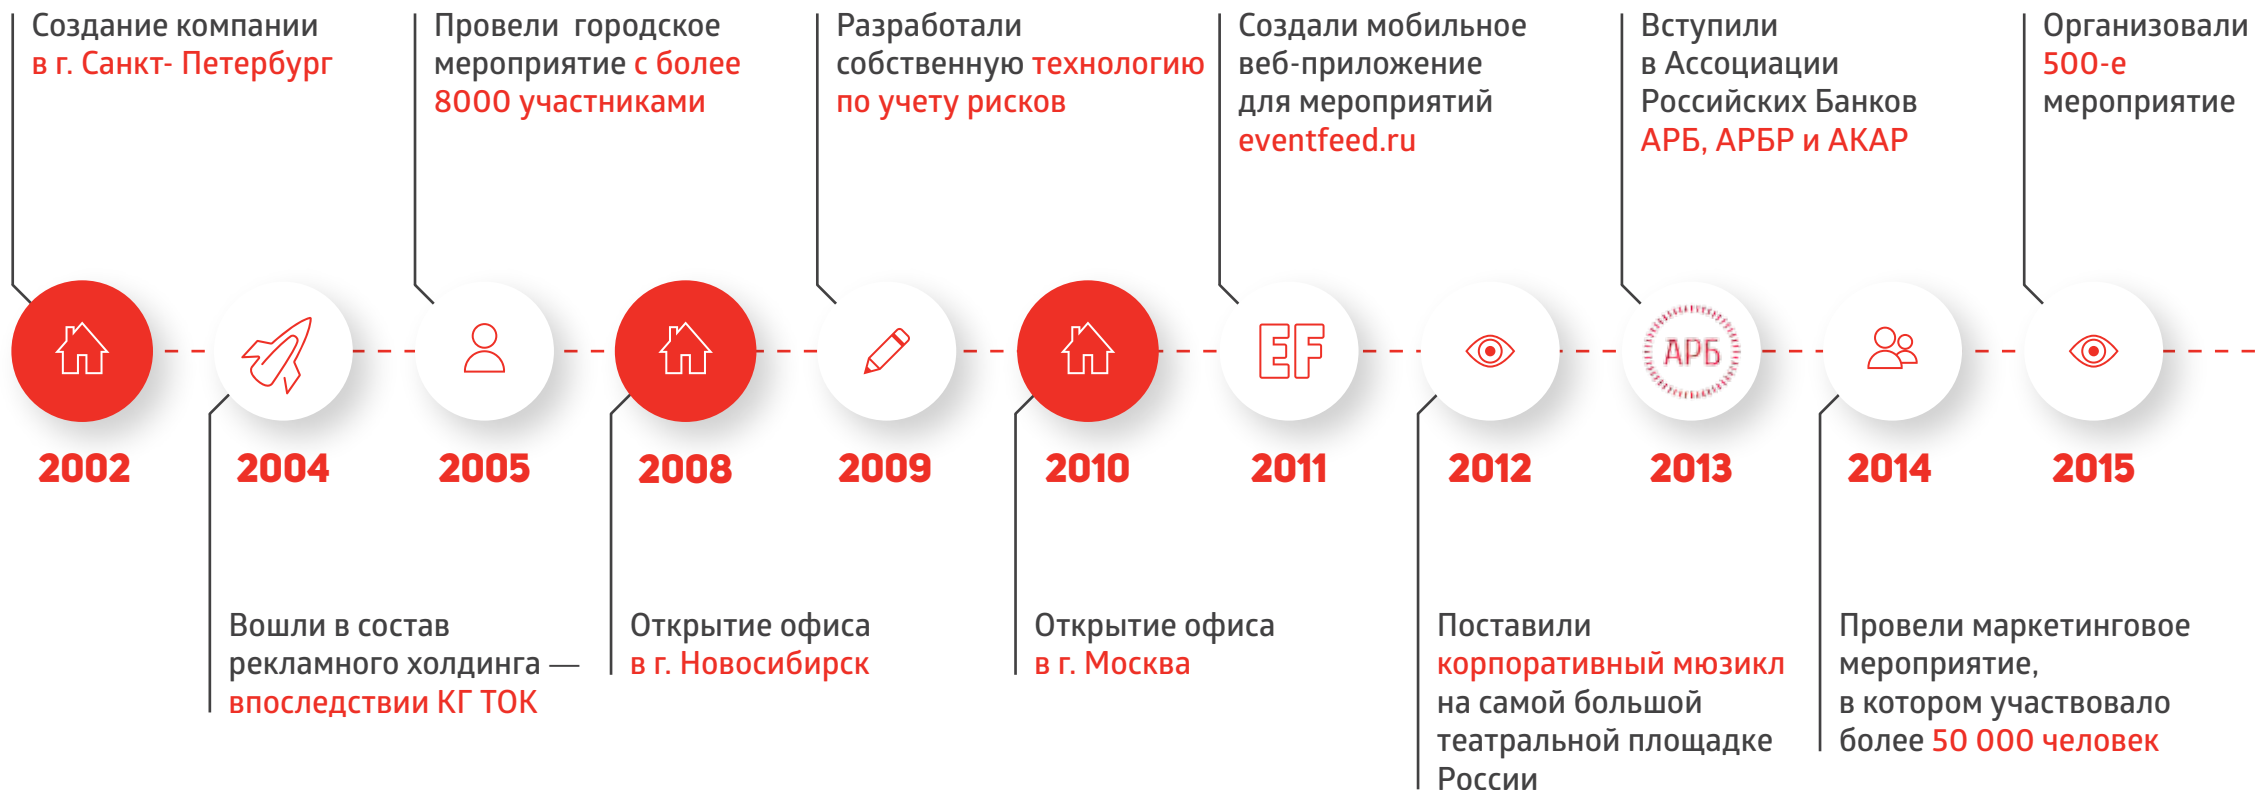 Создание компании
в г. Санкт- Петербург
Провели городское
мероприятие с более
8000 участниками
Разработали
собственную технологию
по учету рисков
Создали мобильное
веб-приложение
для мероприятий
eventfeed.ru
Вступили
в Ассоциации
Российских Банков
АРБ, АРБР и АКАР
Организовали
500-е
мероприятие
EF
АРБ
2002
2004
2005
2008
2009
2010
2011
2012
2013
2014
2015
Вошли в состав
рекламного холдинга —
впоследствии КГ ТОК
Открытие офиса
в г. Новосибирск
Открытие офиса
в г. Москва
Поставили
корпоративный мюзикл
на самой большой
театральной площадке
России
Провели маркетинговое
мероприятие,
в котором участвовало
более 50 000 человек